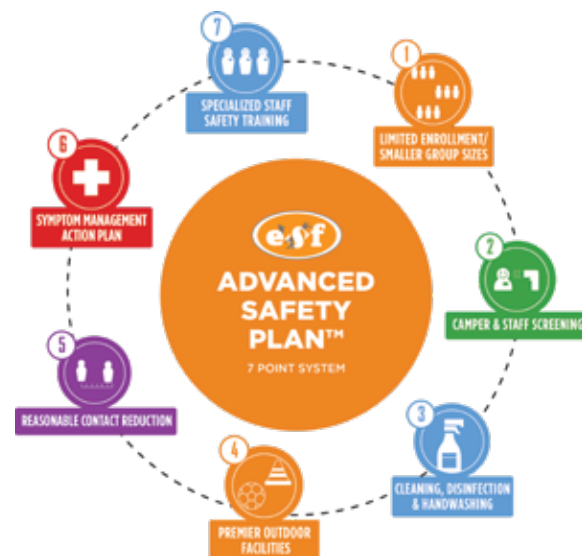 esf
ADVANCED
SAFETY
PLAN™
7 POINT SYSTEM
1
LIMITED ENROLLMENT/
SMALLER GROUP SIZES
2
CAMPER & STAFF SCREENING
3
CLEANING, DISINFECTION
& HANDWASHING
4
PREMIER OUTDOOR
FACILITIES
5
REASONABLE CONTACT REDUCTION
6
SYMPTOM MANAGEMENT
ACTION PLAN
7
SPECIALIZED STAFF
SAFETY TRAINING